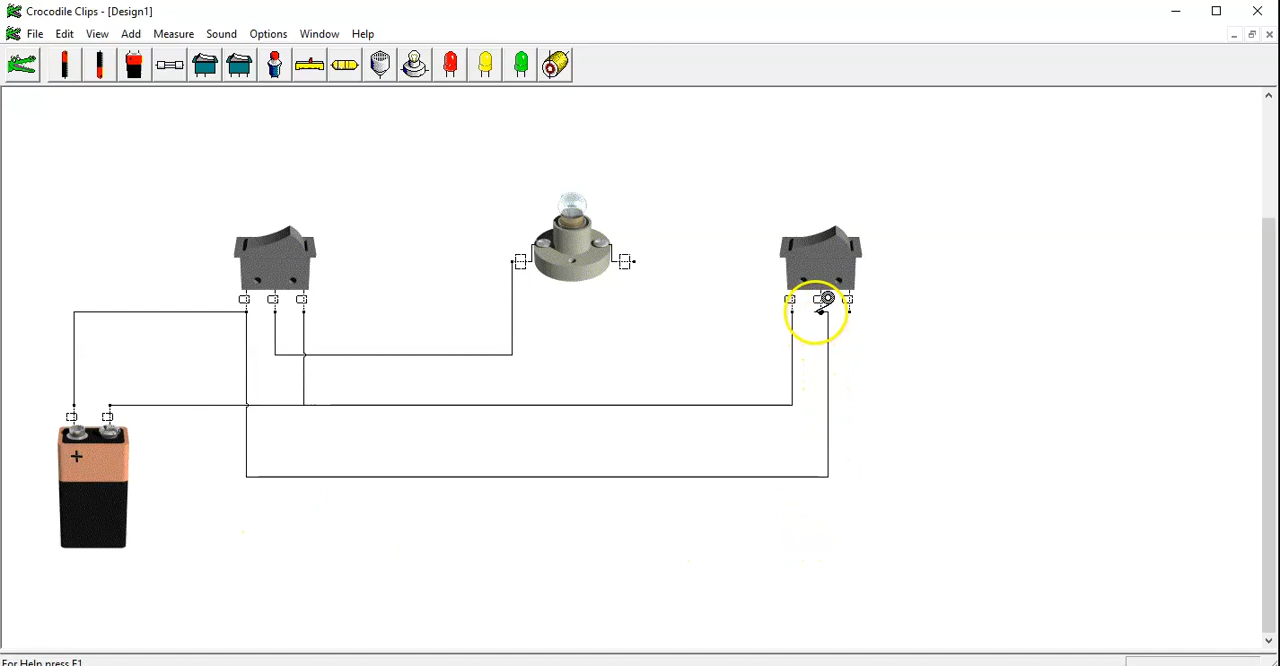 Crocodile Clips - [Design1]
File Edit View Add Measure Sound Options Window Help
+
For Help press F1